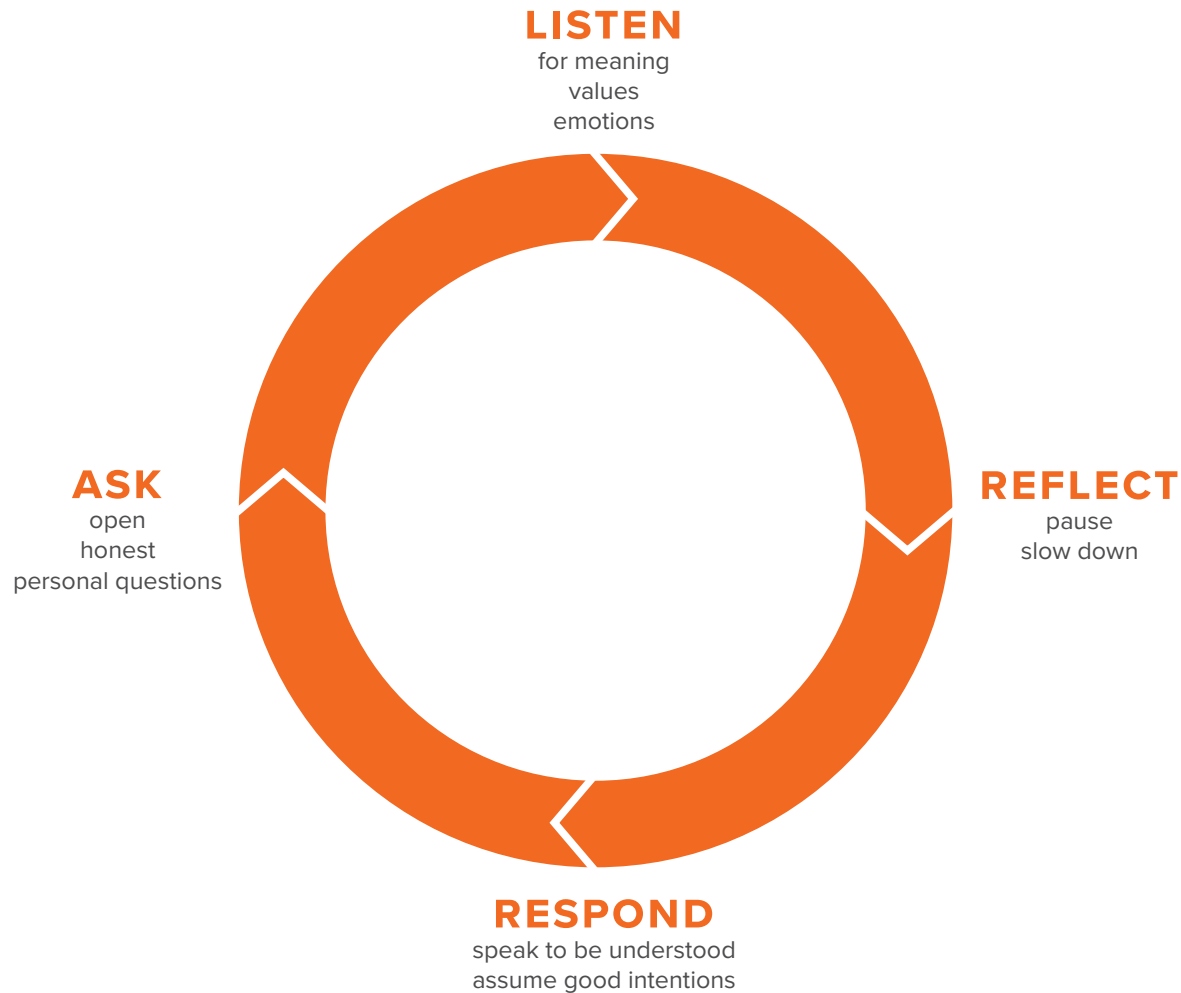 LISTEN
for meaning
values
emotions
REFLECT
pause
slow down
RESPOND
speak to be understood
assume good intentions
ASK
open
honest
personal questions